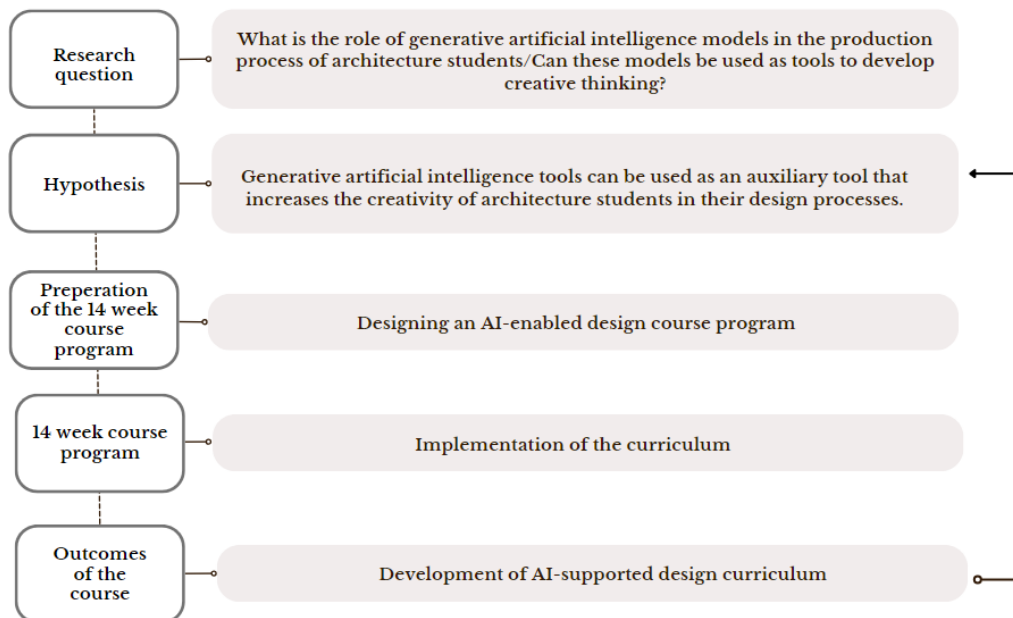 Research
question
What is the role of generative artificial intelligence models in the production
process of architecture students/Can these models be used as tools to develop
creative thinking?
Hypothesis
Generative artificial intelligence tools can be used as an auxiliary tool that
increases the creativity of architecture students in their design processes.
Preperation
of the 14 week
course
program
Designing an AI-enabled design course program
14 week course
program
Implementation of the curriculum
Outcomes
of the
course
Development of AI-supported design curriculum